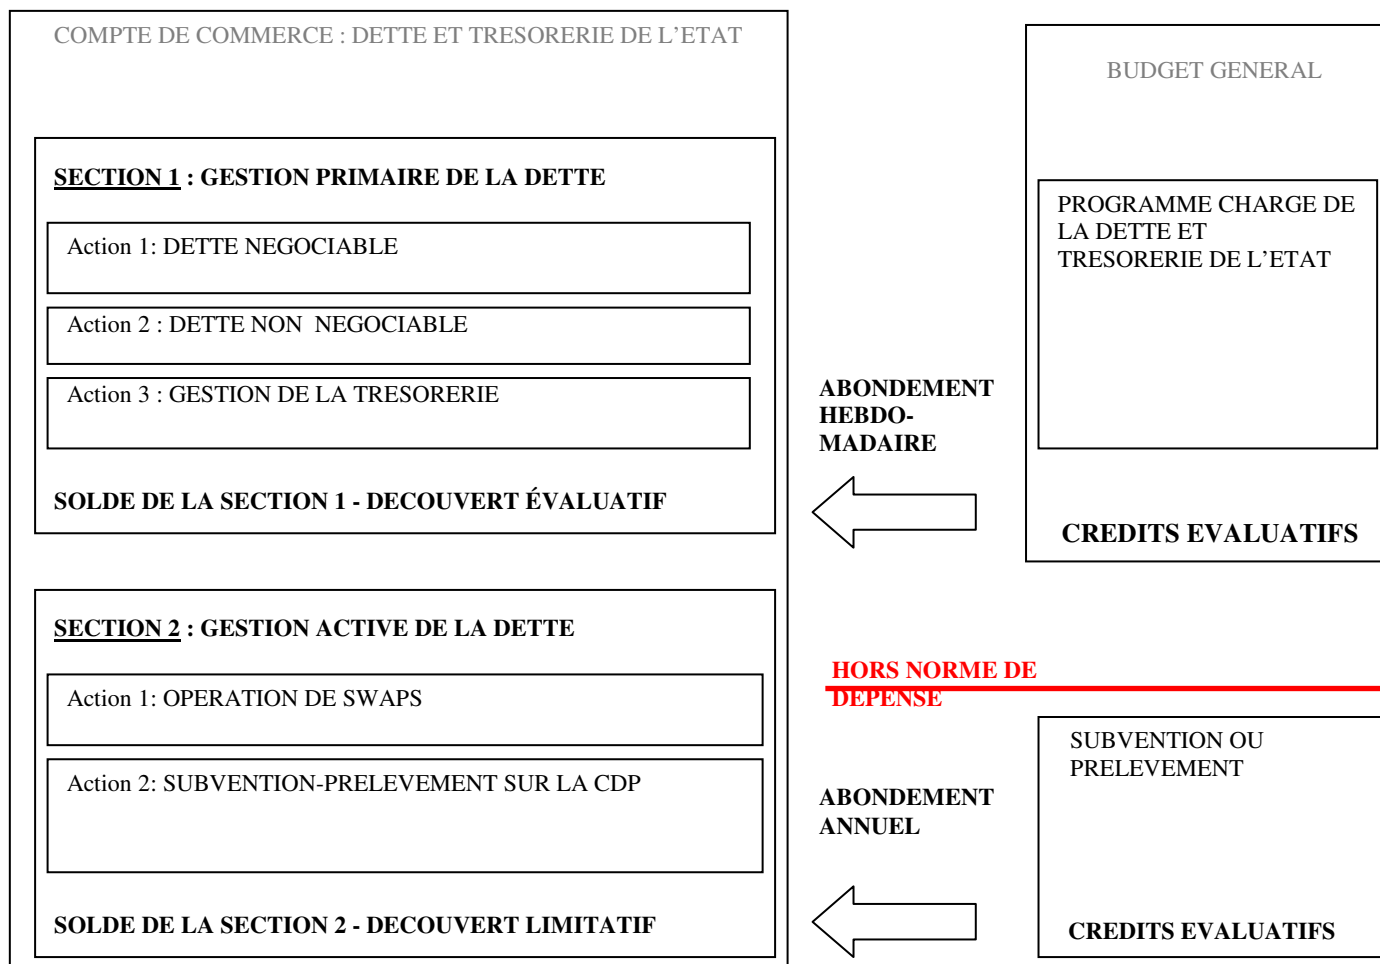 COMPTE DE COMMERCE : DETTE ET TRESORERIE DE L'ETAT
SECTION 1 : GESTION PRIMAIRE DE LA DETTE
Action 1: DETTE NEGOCIABLE
Action 2 : DETTE NON  NEGOCIABLE
Action 3 : GESTION DE LA TRESORERIE
SOLDE DE LA SECTION 1 - DECOUVERT ÉVALUATIF
ABONDEMENT
HEBDO-
MADAIRE
BUDGET GENERAL
PROGRAMME CHARGE DE
LA DETTE ET
TRESORERIE DE L'ETAT
CREDITS EVALUATIFS
SECTION 2 : GESTION ACTIVE DE LA DETTE
Action 1: OPERATION DE SWAPS
Action 2: SUBVENTION-PRELEVEMENT SUR LA CDP
SOLDE DE LA SECTION 2 - DECOUVERT LIMITATIF
HORS NORME DE
DEPENSE
ABONDEMENT
ANNUEL
SUBVENTION OU
PRELEVEMENT
CREDITS EVALUATIFS